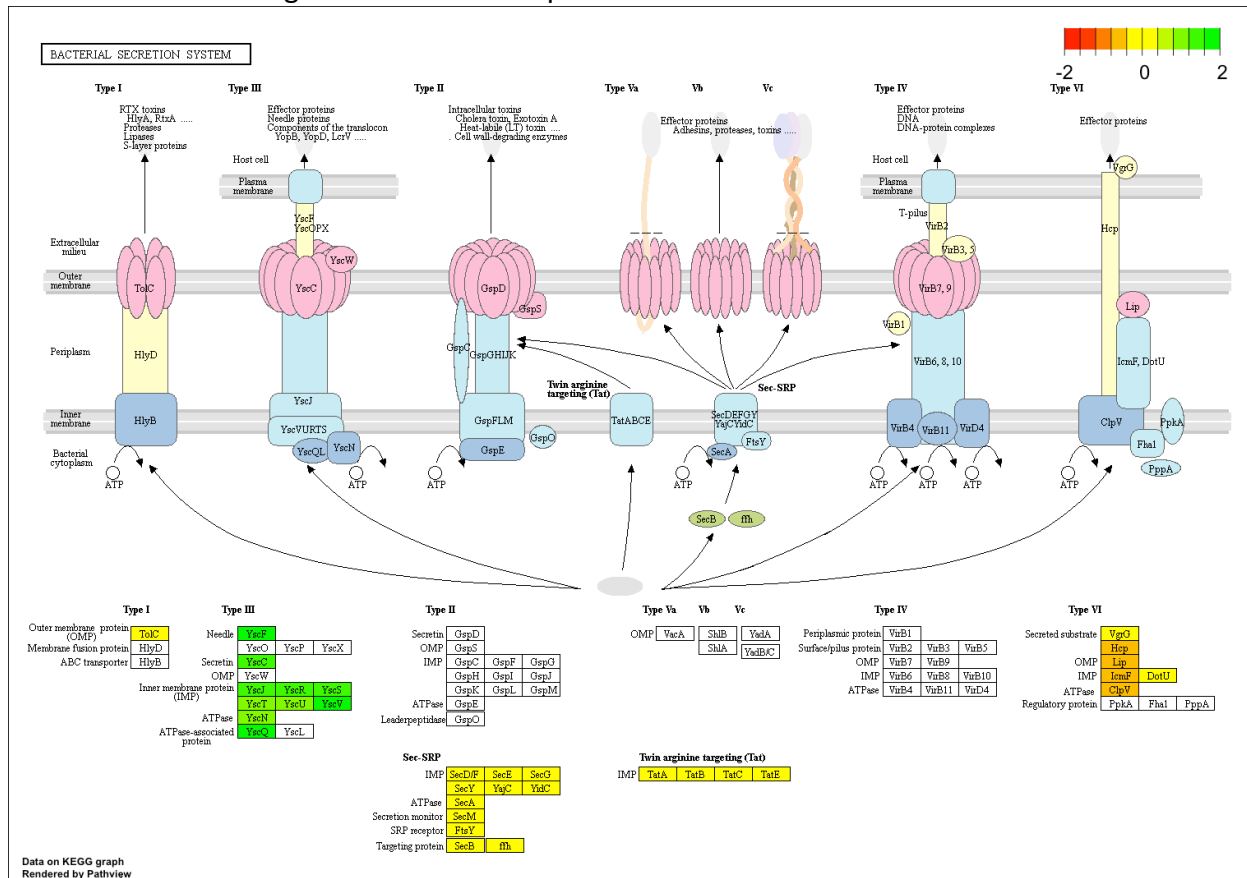 BACTERIAL SECRETION SYSTEM
-2 0 2
Type I
Type III
Type II
Type Va
Vb
Vc
Type IV
Type VI
RTX toxins
HlyA, RtxA .....
Proteases
Lipases
S-layer proteins
Effector proteins
Needle proteins
Components of the translocon
YopB, YopD, LcrV .....
Intracellular toxins
Cholera toxin, Exotoxin A
Heat-labile (LT) toxin ....
. Cell wall-degrading enzymes
Effector proteins
Adhesins, proteases, toxins .....
Effector proteins
DNA
DNA-protein complexes
Effector proteins
Host cell
Plasma
membrane
Host cell
Plasma
membrane
Extracellular
milieu
Outer
membrane
Periplasm
Inner
membrane
Bacterial
cytoplasm
TolC
HlyD
HlyB
ATP
YscF
YscOPX
YscW
YscC
YscJ
YscVURTS
YscQL
YscN
ATP
GspD
GspS
GspC
GspGHIJK
GspFLM
GspO
GspE
ATP
Twin arginine
targeting (Tat)
TatABCE
Sec-SRP
SecDEFGY
YajCYidC
FtsY
SecA
ATP
SecB
ffh
T-pilus
VirB2
VirB3, 5
VirB7, 9
VirB1
VirB6, 8, 10
VirB4
VirB11
VirD4
ATP
ATP
ATP
VgrG
Hcp
Lip
IcmF, DotU
ClpV
PpkA
Fha1
PppA
ATP
Type I
Outer membrane protein
(OMP)
TolC
Membrane fusion protein
HlyD
ABC transporter
HlyB
Type III
Needle YscF
YscO YscP YscX
Secretin YscC
OMP YscW
Inner membrane protein
(IMP)
YscJ YscR YscS
YscT YscU YscV
ATPase YscN
ATPase-associated
protein
YscQ YscL
Type II
Secretin GspD
OMP GspS
IMP GspC GspF GspG
GspH GspI GspJ
GspK GspL GspM
ATPase GspE
Leaderpeptidase GspO
Type Va Vb Vc
OMP VacA ShlB YadA
ShlA YadB/C
Type IV
Periplasmic protein VirB1
Surface/pilus protein VirB2 VirB3 VirB5
OMP VirB7 VirB9
IMP VirB6 VirB8 VirB10
ATPase VirB4 VirB11 VirD4
Type VI
Secreted substrate VgrG
Hcp
OMP Lip
IMP IcmF DotU
ATPase ClpV
Regulatory protein PpkA Fha1 PppA
Sec-SRP
IMP SecD/F SecE SecG
SecY YajC YidC
ATPase SecA
Secretion monitor SecM
SRP receptor FtsY
Targeting protein SecB ffh
Twin arginine targeting (Tat)
IMP TatA TatB TatC TatE
Data on KEGG graph
Rendered by Pathview